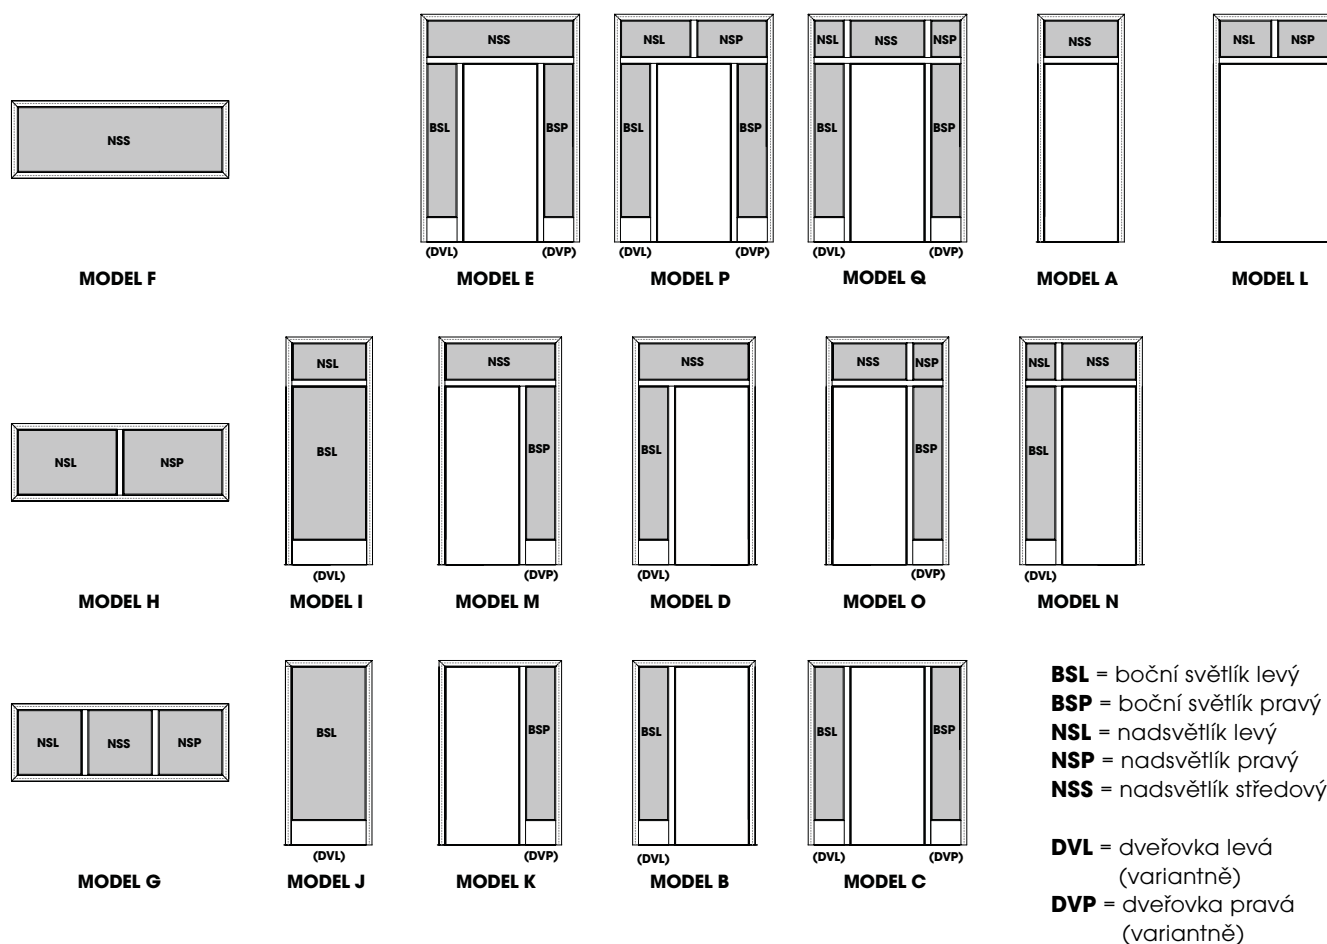 NSS
MODEL F
NSS
BSL
BSP
(DVL)
(DVP)
MODEL E
NSL
NSP
BSL
BSP
(DVL)
(DVP)
MODEL P
NSL
NSS
NSP
BSL
BSP
(DVL)
(DVP)
MODEL Q
NSS
MODEL A
NSL
NSP
MODEL L
NSL
NSP
MODEL H
NSL
BSL
(DVL)
MODEL I
NSS
BSP
(DVP)
MODEL M
NSS
BSL
(DVL)
MODEL D
NSS
NSP
BSP
(DVP)
MODEL O
NSL
NSS
BSL
(DVL)
MODEL N
NSL
NSS
NSP
MODEL G
BSL
(DVL)
MODEL J
BSP
(DVP)
MODEL K
BSL
(DVL)
MODEL B
BSL
BSP
(DVL)
(DVP)
MODEL C
BSL = boční světlík levý
BSP = boční světlík pravý
NSL = nadsvětlík levý
NSP = nadsvětlík pravý
NSS = nadsvětlík středový
DVL = dveřovka levá
(variantně)
DVP = dveřovka pravá
(variantně)